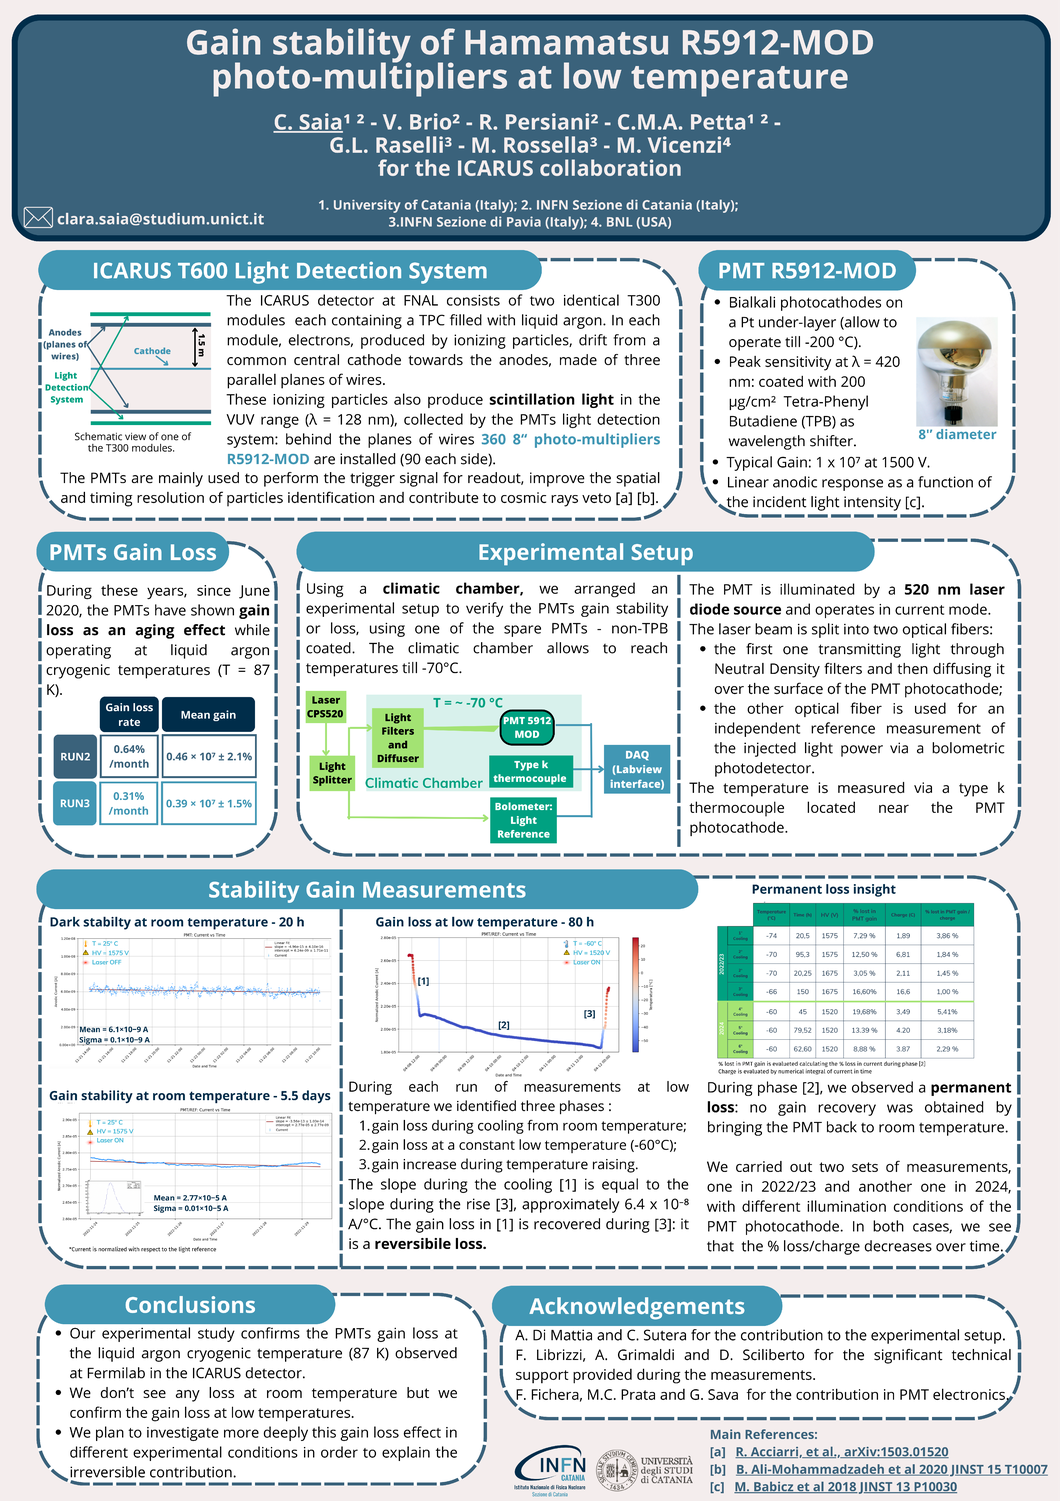 Gain stability of Hamamatsu R5912-MOD
photo-multipliers at low temperature
C. Saia¹ ² - V. Brio² - R. Persiani² - C.M.A. Petta¹ ² -
G.L. Raselli³ - M. Rossella³ - M. Vicenzi⁴
for the ICARUS collaboration
1. University of Catania (Italy); 2. INFN Sezione di Catania (Italy);
3.INFN Sezione di Pavia (Italy); 4. BNL (USA)
clara.saia@studium.unict.it
ICARUS T600 Light Detection System
Anodes
(planes of
wires)
Light
Detection
System
Cathode
1.5 m
Schematic view of one of
the T300 modules.
The ICARUS detector at FNAL consists of two identical T300
modules each containing a TPC filled with liquid argon. In each
module, electrons, produced by ionizing particles, drift from a
common central cathode towards the anodes, made of three
parallel planes of wires.
These ionizing particles also produce scintillation light in the
VUV range (λ = 128 nm), collected by the PMTs light detection
system: behind the planes of wires 360 8“ photo-multipliers
R5912-MOD are installed (90 each side).
The PMTs are mainly used to perform the trigger signal for readout, improve the spatial
and timing resolution of particles identification and contribute to cosmic rays veto [a] [b].
PMT R5912-MOD
• Bialkali photocathodes on
a Pt under-layer (allow to
operate till -200 °C).
• Peak sensitivity at λ = 420
nm: coated with 200
μg/cm² Tetra-Phenyl
Butadiene (TPB) as
wavelength shifter.
• Typical Gain: 1 x 10⁷ at 1500 V.
• Linear anodic response as a function of
the incident light intensity [c].
8'' diameter
PMTs Gain Loss
During these years, since June
2020, the PMTs have shown gain
loss as an aging effect while
operating at liquid argon
cryogenic temperatures (T = 87
K).
Gain loss rate Mean gain
RUN2 0.64% /month 0.46 × 10⁷ ± 2.1%
RUN3 0.31% /month 0.39 × 10⁷ ± 1.5%
Experimental Setup
Using a climatic chamber, we arranged an
experimental setup to verify the PMTs gain stability
or loss, using one of the spare PMTs - non-TPB
coated. The climatic chamber allows to reach
temperatures till -70°C.
Laser
CPS520
Light
Splitter
T = ~ -70 °C
Light
Filters
and
Diffuser
PMT 5912
MOD
Type k
thermocouple
Climatic Chamber
Bolometer:
Light
Reference
DAQ
(Labview
interface)
The PMT is illuminated by a 520 nm laser
diode source and operates in current mode.
The laser beam is split into two optical fibers:
• the first one transmitting light through
Neutral Density filters and then diffusing it
over the surface of the PMT photocathode;
• the other optical fiber is used for an
independent reference measurement of
the injected light power via a bolometric
photodetector.
The temperature is measured via a type k
thermocouple located near the PMT
photocathode.
Stability Gain Measurements
Dark stabilty at room temperature - 20 h
PMT: Current vs Time
T = 25° C
HV = 1575 V
Laser OFF
Mean = 6.1×10−9 A
Sigma = 0.1×10−9 A
Date and Time
Gain stability at room temperature - 5.5 days
PMT/REF: Current vs Time
T = 25° C
HV = 1575 V
Laser ON
Mean = 2.77×10−5 A
Sigma = 0.01×10−5 A
Date and Time
*Current is normalized with respect to the light reference
Gain loss at low temperature - 80 h
PMT/REF: Current vs Time
T = -60° C
HV = 1520 V
Laser ON
[1]
[2]
[3]
Date and Time
During each run of measurements at low
temperature we identified three phases :
1.gain loss during cooling from room temperature;
2.gain loss at a constant low temperature (-60°C);
3.gain increase during temperature raising.
The slope during the cooling [1] is equal to the
slope during the rise [3], approximately 6.4 x 10⁻⁸
A/°C. The gain loss in [1] is recovered during [3]: it
is a reversibile loss.
Permanent loss insight
Temperature (°C) Time (h) HV (V) % lost in PMT gain Charge (C) % lost in PMT gain / charge
2022/23
Cooling -74 20,5 1575 7.29 % 1,89 3,86 %
Cooling -70 95,3 1575 12,50 % 6,81 1,84 %
Cooling -70 20,25 1675 3.05 % 2.11 1.45 %
Cooling -66 150 1675 16,60% 16,6 1,00 %
2024
Cooling -60 45 1520 19,68% 3.49 5,41%
Cooling -60 79,52 1520 13.39 % 4.20 3,18%
Cooling -60 62,60 1520 8,88 % 3.87 2,29 %
% lost in PMT gain is evalueted calculating the % loss in current during phase [2]
Charge is evaluated by numerical integral of current in time
During phase [2], we observed a permanent
loss: no gain recovery was obtained by
bringing the PMT back to room temperature.
We carried out two sets of measurements,
one in 2022/23 and another one in 2024,
with different illumination conditions of the
PMT photocathode. In both cases, we see
that the % loss/charge decreases over time.
Conclusions
• Our experimental study confirms the PMTs gain loss at
the liquid argon cryogenic temperature (87 K) observed
at Fermilab in the ICARUS detector.
• We don’t see any loss at room temperature but we
confirm the gain loss at low temperatures.
• We plan to investigate more deeply this gain loss effect in
different experimental conditions in order to explain the
irreversible contribution.
Acknowledgements
A. Di Mattia and C. Sutera for the contribution to the experimental setup.
F. Librizzi, A. Grimaldi and D. Sciliberto for the significant technical
support provided during the measurements.
F. Fichera, M.C. Prata and G. Sava for the contribution in PMT electronics.
INFN
CATANIA
Istituto Nazionale di Fisica Nucleare
Sezione di Catania
UNIVERSITÀ
degli STUDI
di CATANIA
Main References:
[a] R. Acciarri, et al., arXiv:1503.01520
[b] B. Ali-Mohammadzadeh et al 2020 JINST 15 T10007
[c] M. Babicz et al 2018 JINST 13 P10030